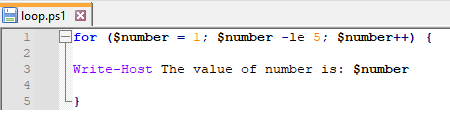 loop.ps1
1 for ($number = 1; $number -le 5; $number++) {
2
3 Write-Host The value of number is: $number
4
5 }